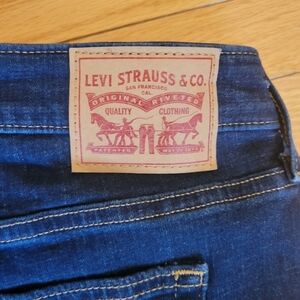 LEVI STRAUSS & CO.
SAN FRANCISCO
CAL.
ORIGINAL RIVETED
QUALITY CLOTHING